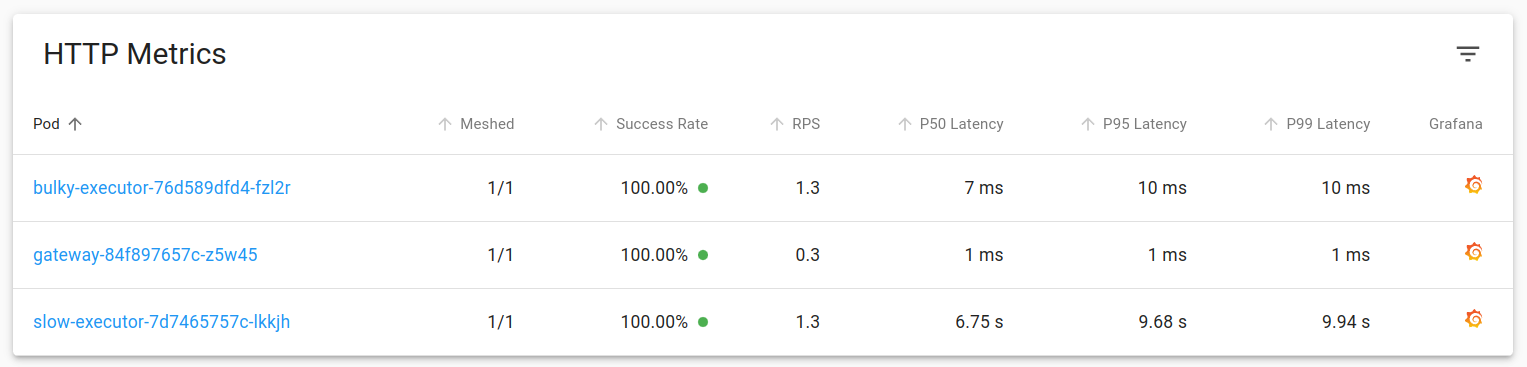 HTTP Metrics
Pod Meshed Success Rate RPS P50 Latency P95 Latency P99 Latency Grafana
bulky-executor-76d589dfd4-fzl2r 1/1 100.00% 1.3 7 ms 10 ms 10 ms
gateway-84f897657c-z5w45 1/1 100.00% 0.3 1 ms 1 ms 1 ms
slow-executor-7d7465757c-lkkjh 1/1 100.00% 1.3 6.75 s 9.68 s 9.94 s